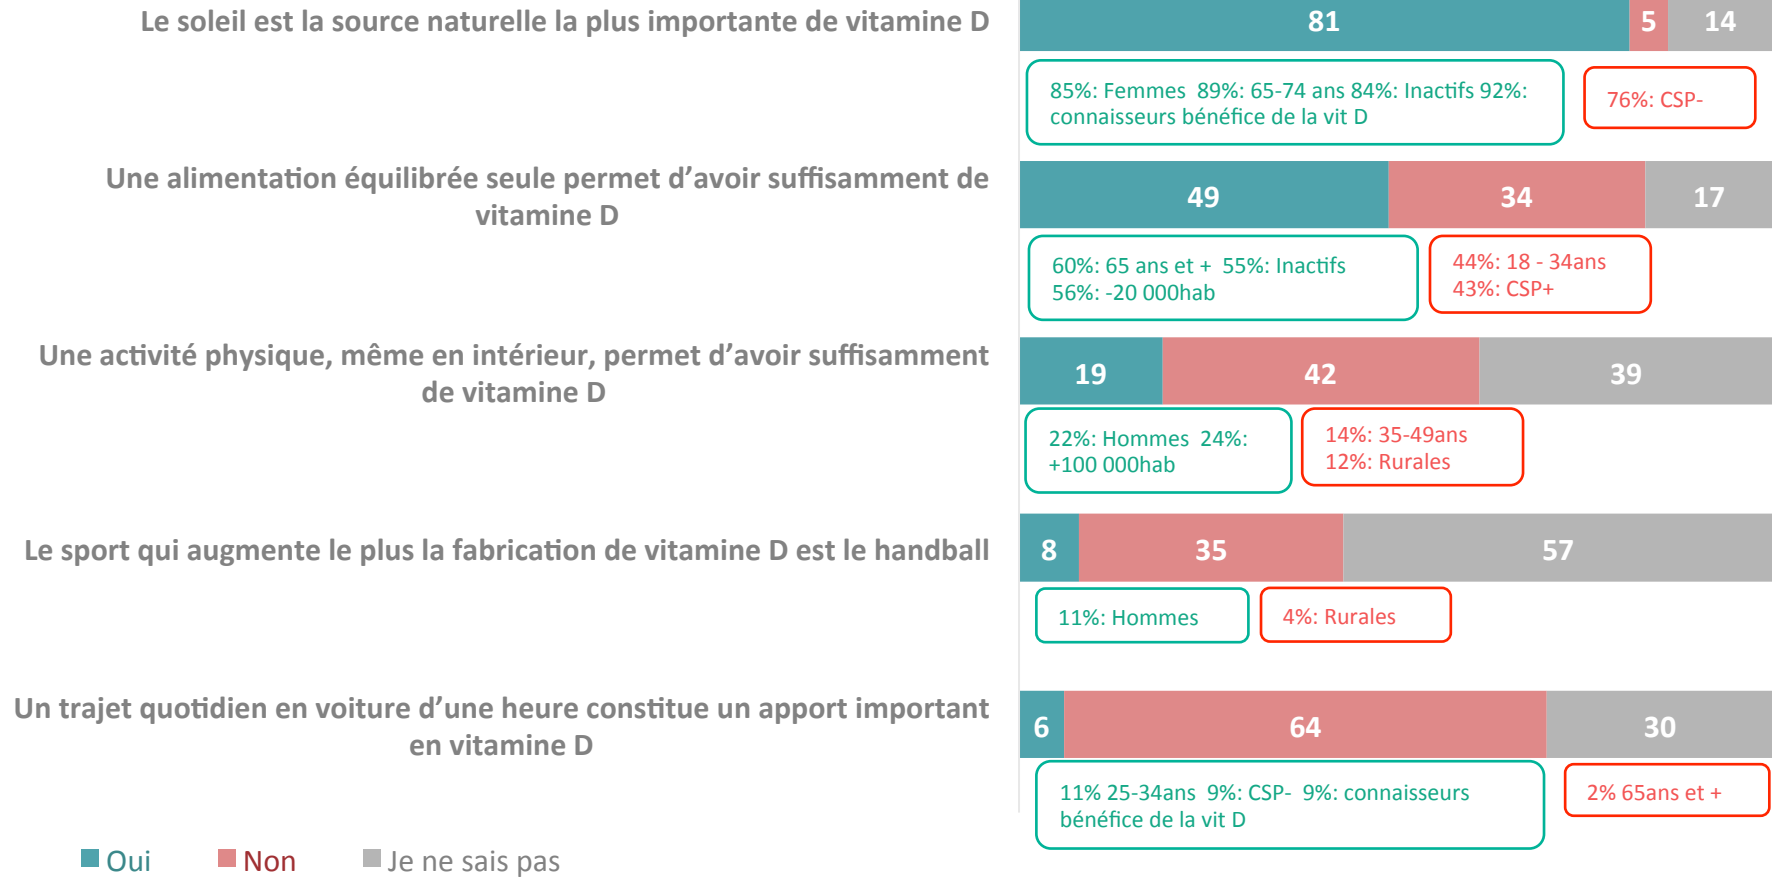 Le soleil est la source naturelle la plus importante de vitamine D
81 5 14
85%: Femmes 89%: 65-74 ans 84%: Inactifs 92%:
connaisseurs bénéfice de la vit D
76%: CSP-
Une alimentation équilibrée seule permet d’avoir suffisamment de
vitamine D
49 34 17
60%: 65 ans et + 55%: Inactifs
56%: -20 000hab
44%: 18 - 34ans
43%: CSP+
Une activité physique, même en intérieur, permet d’avoir suffisamment
de vitamine D
19 42 39
22%: Hommes 24%:
+100 000hab
14%: 35-49ans
12%: Rurales
Le sport qui augmente le plus la fabrication de vitamine D est le handball
8 35 57
11%: Hommes
4%: Rurales
Un trajet quotidien en voiture d’une heure constitue un apport important
en vitamine D
6 64 30
11% 25-34ans 9%: CSP- 9%: connaisseurs
bénéfice de la vit D
2% 65ans et +
Oui Non Je ne sais pas